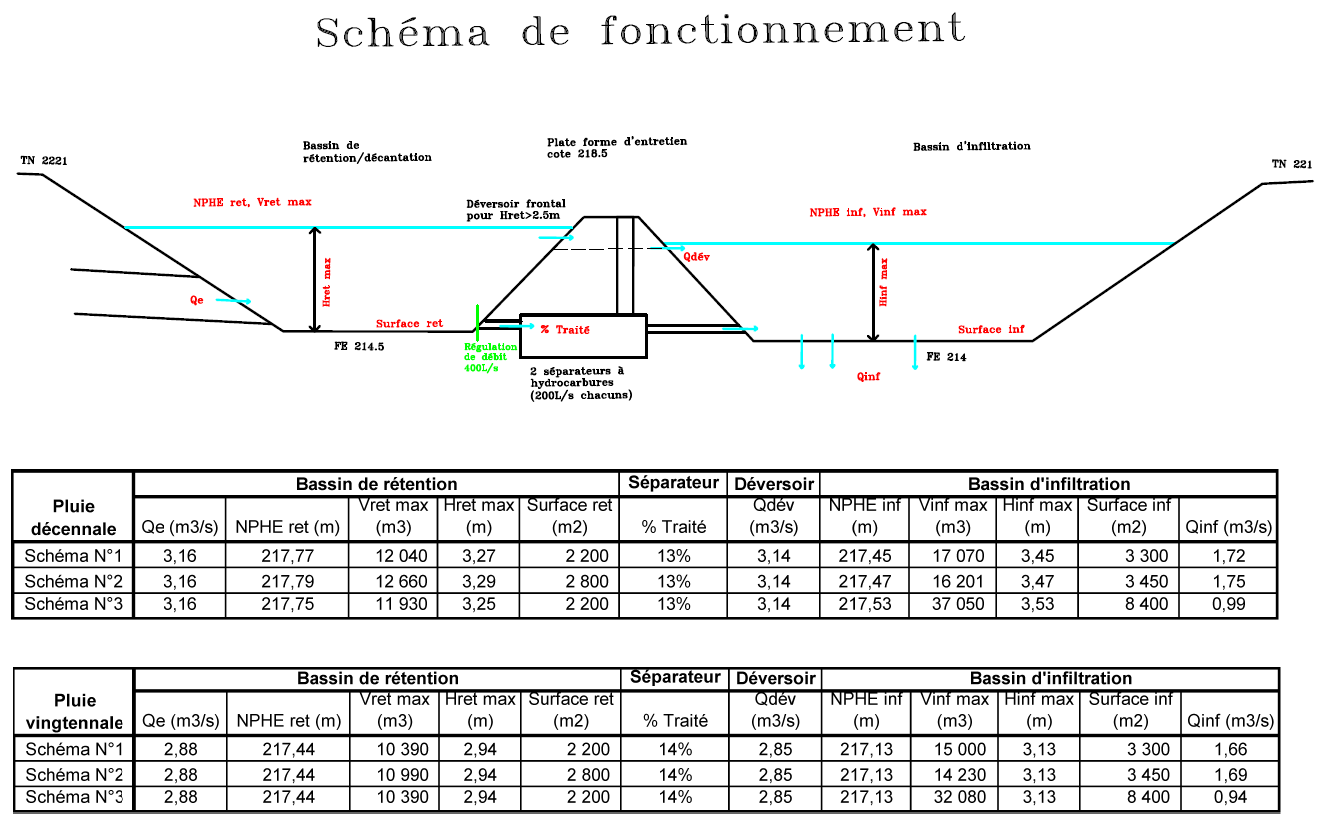 Schéma de fonctionnement
Plate forme d'entretien
cote 218.5
Bassin de
rétention/décantation
Bassin d'infiltration
TN 2221
TN 221
NPHE ret, Vret max
Déversoir frontal
pour Hret>2.5m
NPHE inf, Vinf max
Qdév
Hret max
Hinf max
Qe
Surface ret
% Traité
Surface inf
FE 214.5
Régulation
de débit
400L/s
FE 214
2 séparateurs à
hydrocarbures
(200L/s chacuns)
Qinf
Pluie décennale Bassin de rétention Séparateur Déversoir Bassin d'infiltration
Qe (m3/s) NPHE ret (m) Vret max (m3) Hret max (m) Surface ret (m2) % Traité Qdév (m3/s) NPHE inf (m) Vinf max (m3) Hinf max (m) Surface inf (m2) Qinf (m3/s)
Schéma N°1 3,16 217,77 12 040 3,27 2 200 13% 3,14 217,45 17 070 3,45 3 300 1,72
Schéma N°2 3,16 217,79 12 660 3,29 2 800 13% 3,14 217,47 16 201 3,47 3 450 1,75
Schéma N°3 3,16 217,75 11 930 3,25 2 200 13% 3,14 217,53 37 050 3,53 8 400 0,99
Pluie vingtennale Bassin de rétention Séparateur Déversoir Bassin d'infiltration
Qe (m3/s) NPHE ret (m) Vret max (m3) Hret max (m) Surface ret (m2) % Traité Qdév (m3/s) NPHE inf (m) Vinf max (m3) Hinf max (m) Surface inf (m2) Qinf (m3/s)
Schéma N°1 2,88 217,44 10 390 2,94 2 200 14% 2,85 217,13 15 000 3,13 3 300 1,66
Schéma N°2 2,88 217,44 10 990 2,94 2 800 14% 2,85 217,13 14 230 3,13 3 450 1,69
Schéma N°3 2,88 217,44 10 390 2,94 2 200 14% 2,85 217,13 32 080 3,13 8 400 0,94